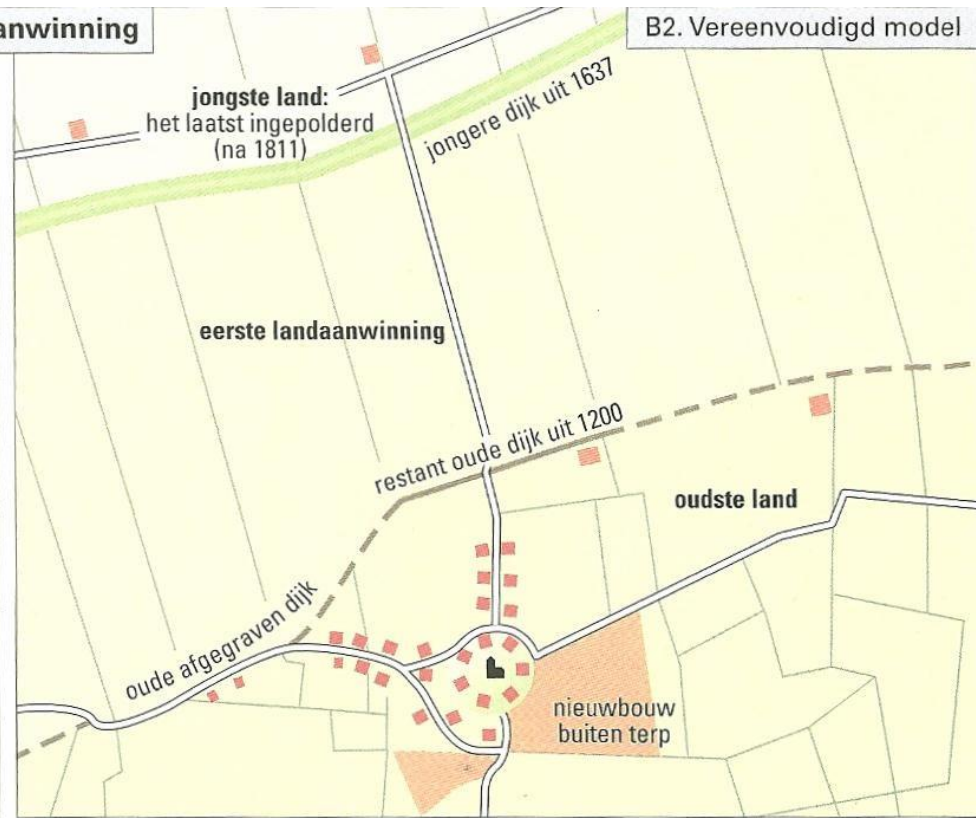 anwinning
B2. Vereenvoudigd model
jongste land:
het laatst ingepolderd
(na 1811)
jongere dijk uit 1637
eerste landaanwinning
restant oude dijk uit 1200
oudste land
oude afgegraven dijk
nieuwbouw
buiten terp